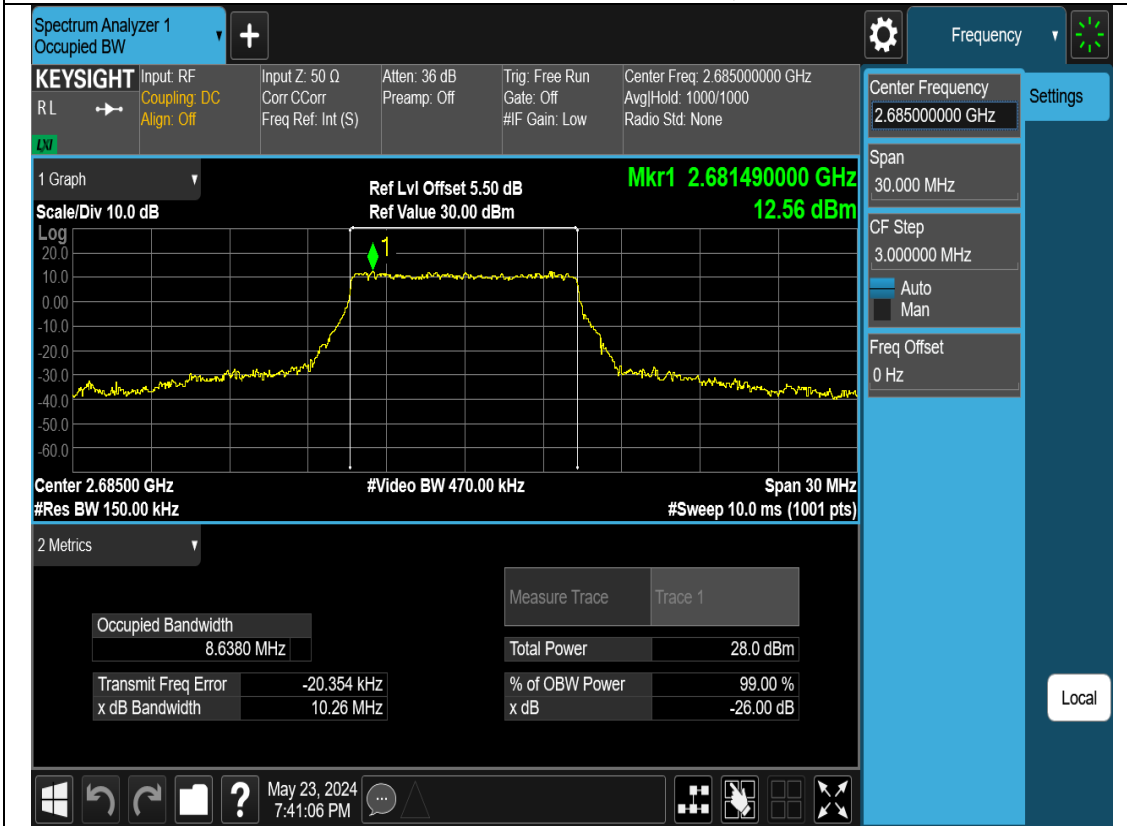 Spectrum Analyzer 1
Occupied BW
+
Frequency
KEYSIGHT
R L
LXI
Input: RF
Coupling: DC
Align: Off
Input Z: 50 Ω
Corr CCorr
Freq Ref: Int (S)
Atten: 36 dB
Preamp: Off
Trig: Free Run
Gate: Off
#IF Gain: Low
Center Freq: 2.685000000 GHz
Avg|Hold: 1000/1000
Radio Std: None
Center Frequency
2.685000000 GHz
Settings
Span
30.000 MHz
CF Step
3.000000 MHz
Auto
Man
Freq Offset
0 Hz
Local
1 Graph
Scale/Div 10.0 dB
Ref Lvl Offset 5.50 dB
Ref Value 30.00 dBm
Mkr1 2.681490000 GHz
12.56 dBm
Log
1
20.0
10.0
0.00
-10.0
-20.0
-30.0
-40.0
-50.0
-60.0
Center 2.68500 GHz
#Video BW 470.00 kHz
Span 30 MHz
#Res BW 150.00 kHz
#Sweep 10.0 ms (1001 pts)
2 Metrics
Measure Trace Trace 1
Occupied Bandwidth
8.6380 MHz
Total Power 28.0 dBm
Transmit Freq Error -20.354 kHz
% of OBW Power 99.00 %
x dB Bandwidth 10.26 MHz
x dB -26.00 dB
?
May 23, 2024
7:41:06 PM